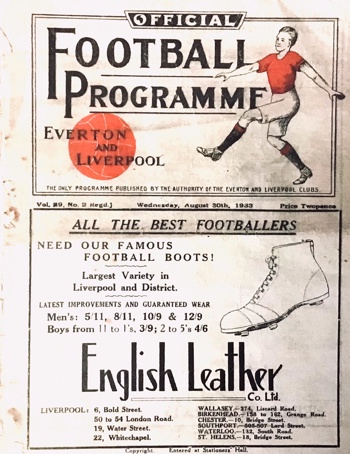 OFFICIAL
FOOTBALL
PROGRAMME
EVERTON
AND
LIVERPOOL
THE ONLY PROGRAMME PUBLISHED BY THE AUTHORITY OF THE EVERTON AND LIVERPOOL CLUBS.
Vol. 29, No. 2 Regd.] Wednesday, August 30th, 1933 Price Twopence
ALL THE BEST FOOTBALLERS
NEED OUR FAMOUS
FOOTBALL BOOTS!
Largest Variety in
Liverpool and District.
LATEST IMPROVEMENTS AND GUARANTEED WEAR
Men's: 5/11, 8/11, 10/9 & 12/9
Boys from 11 to 1's, 3/9; 2 to 5's 4/6
English Leather
Co. Ltd.
LIVERPOOL: 6, Bold Street.
50 to 54 London Road.
19, Water Street.
22, Whitechapel.
WALLASEY—274, Liscard Road.
BIRKENHEAD—158 to 162, Grange Road.
CHESTER—10, Bridge Street.
SOUTHPORT—505-507 Lord Street.
WATERLOO—132, South Road.
ST. HELENS—18, Bridge Street.
Copyright. Entered at Stationers' Hall.